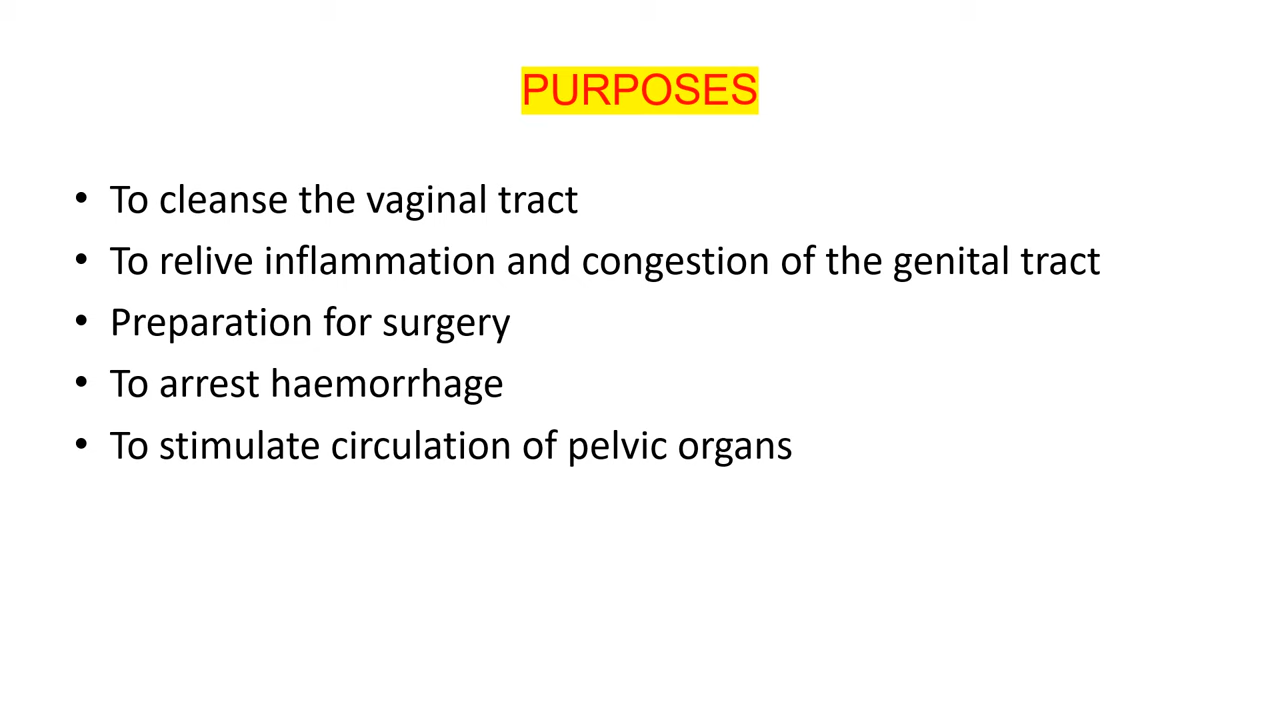 PURPOSES
• To cleanse the vaginal tract
• To relive inflammation and congestion of the genital tract
• Preparation for surgery
• To arrest haemorrhage
• To stimulate circulation of pelvic organs